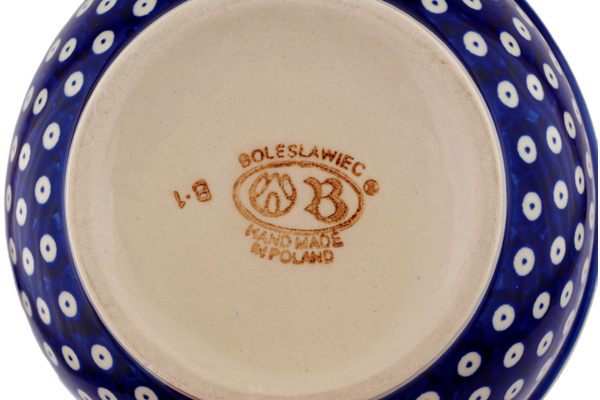 BOLESLAWIEC
B ®
HAND MADE
IN POLAND
B·1